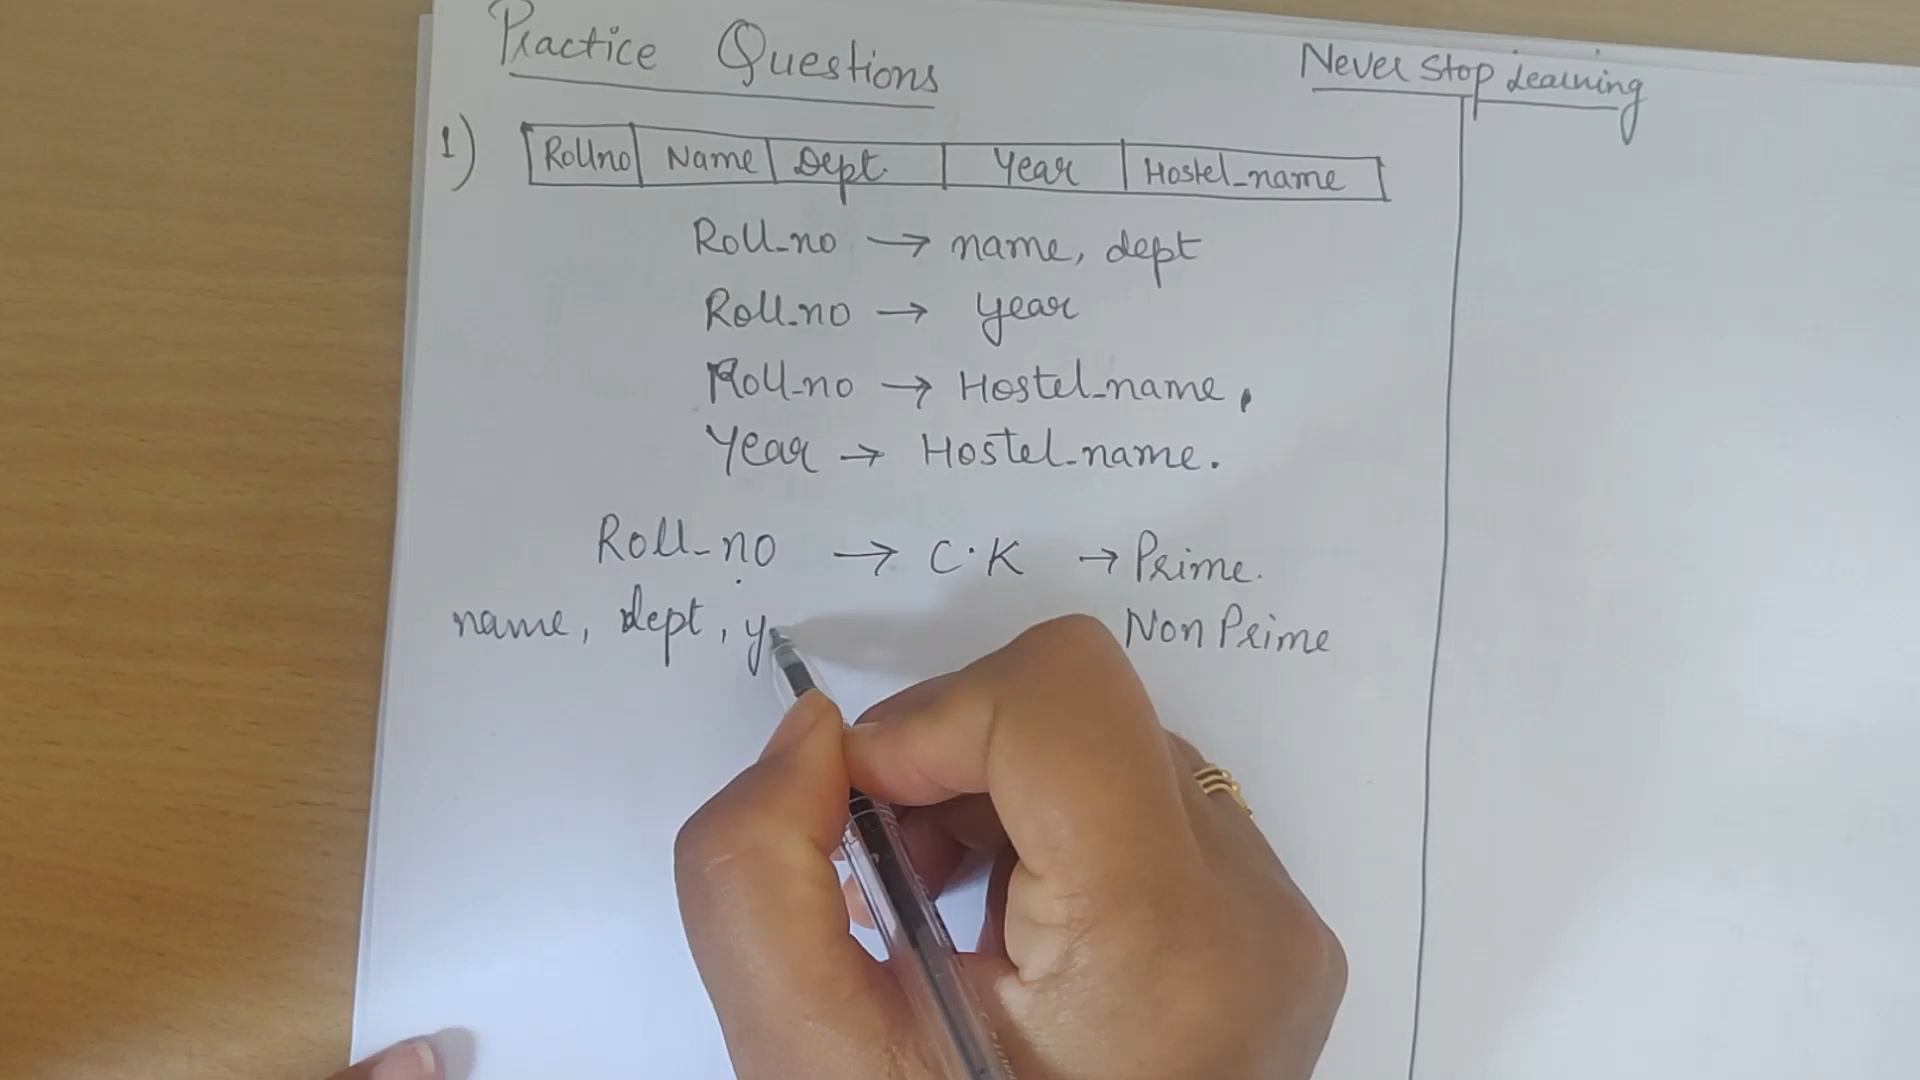 Practice Questions
Never Stop Learning
1)
Rollno Name Dept. Year Hostel_name
Roll_no → name, dept
Roll_no → year
Roll_no → Hostel_name.
Year → Hostel_name.
Roll_no → C.K → Prime.
name, dept, y
Non Prime